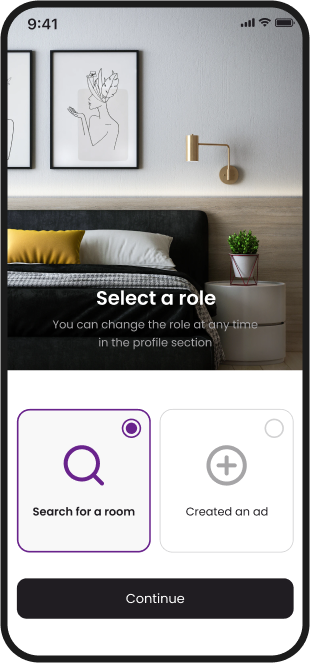 9:41
Select a role
You can change the role at any time
in the profile section
Search for a room
Created an ad
Continue